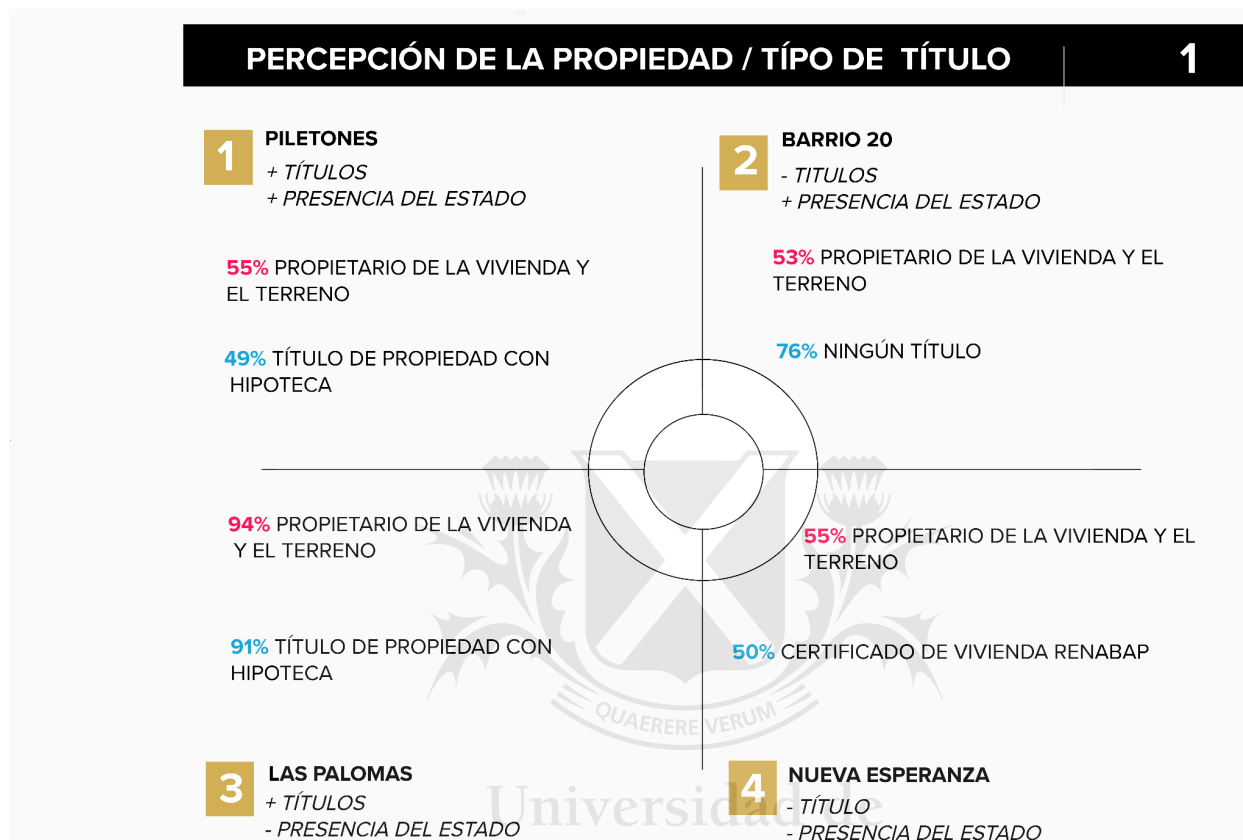 PERCEPCIÓN DE LA PROPIEDAD / TÍPO DE TÍTULO 1
1 PILETONES
+ TÍTULOS
+ PRESENCIA DEL ESTADO
55% PROPIETARIO DE LA VIVIENDA Y
EL TERRENO
49% TÍTULO DE PROPIEDAD CON
HIPOTECA
2 BARRIO 20
- TITULOS
+ PRESENCIA DEL ESTADO
53% PROPIETARIO DE LA VIVIENDA Y EL
TERRENO
76% NINGÚN TÍTULO
94% PROPIETARIO DE LA VIVIENDA
Y EL TERRENO
91% TÍTULO DE PROPIEDAD CON
HIPOTECA
3 LAS PALOMAS
+ TÍTULOS
- PRESENCIA DEL ESTADO
55% PROPIETARIO DE LA VIVIENDA Y EL
TERRENO
50% CERTIFICADO DE VIVIENDA RENABAP
4 NUEVA ESPERANZA
- TÍTULO
- PRESENCIA DEL ESTADO
QUAERERE VERUM
Universidad de